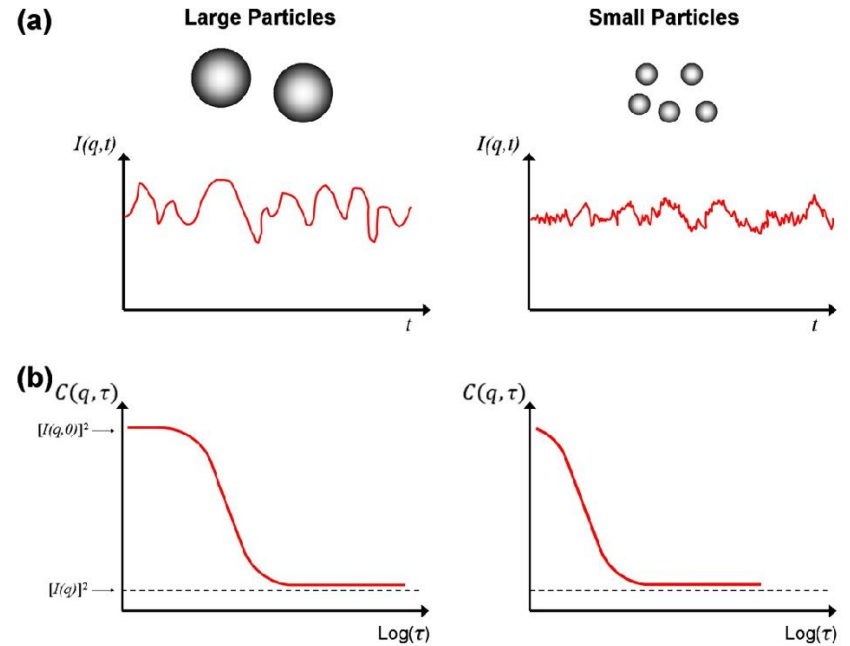 (a)
Large Particles
Small Particles
I(q,t)
I(q,t)
t
t
(b)
C(q,τ)
C(q,τ)
[I(q,0)]²
[I(q)]²
Log(τ)
Log(τ)